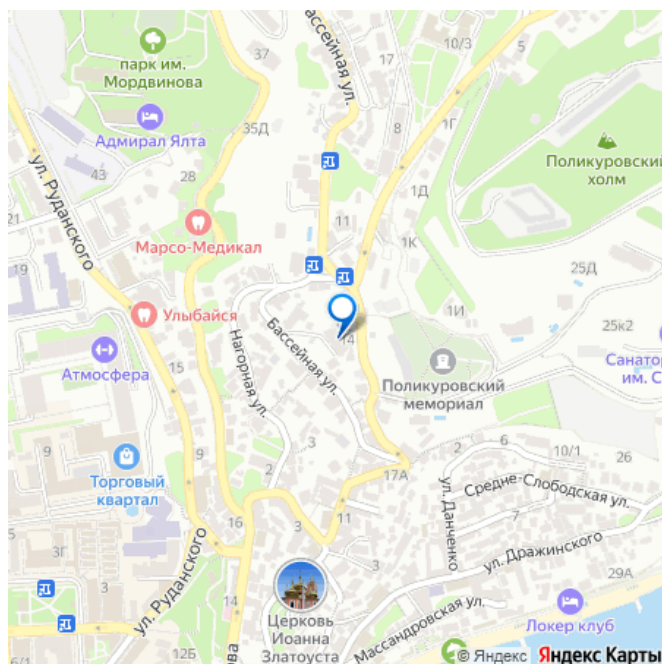 парк им.
Мордвинова
37
Бассейная ул.
10/3
Адмирал Ялта
35Д
8
1Г
Поликуровский
холм
ул. Руданского
43
28
21
1Д
Марсо-Медикал
11
1К
25Д
19
Улыбайся
1И
25к2
Нагорная ул.
Бассейная ул.
14
Атмосфера
Поликуровский
мемориал
Санатор
им. С
9
9
3
2
6
10/1
26
Торговый
квартал
2
17А
Средне-Слободская ул.
ул. Данченко
16
3
11
7
3Г
ул. Руданского
3
ул. Дражинского
29А
14
Церковь
Иоанна
Златоуста
Массандровская ул.
Локер клуб
12Б
ова
© Яндекс Яндекс Карты